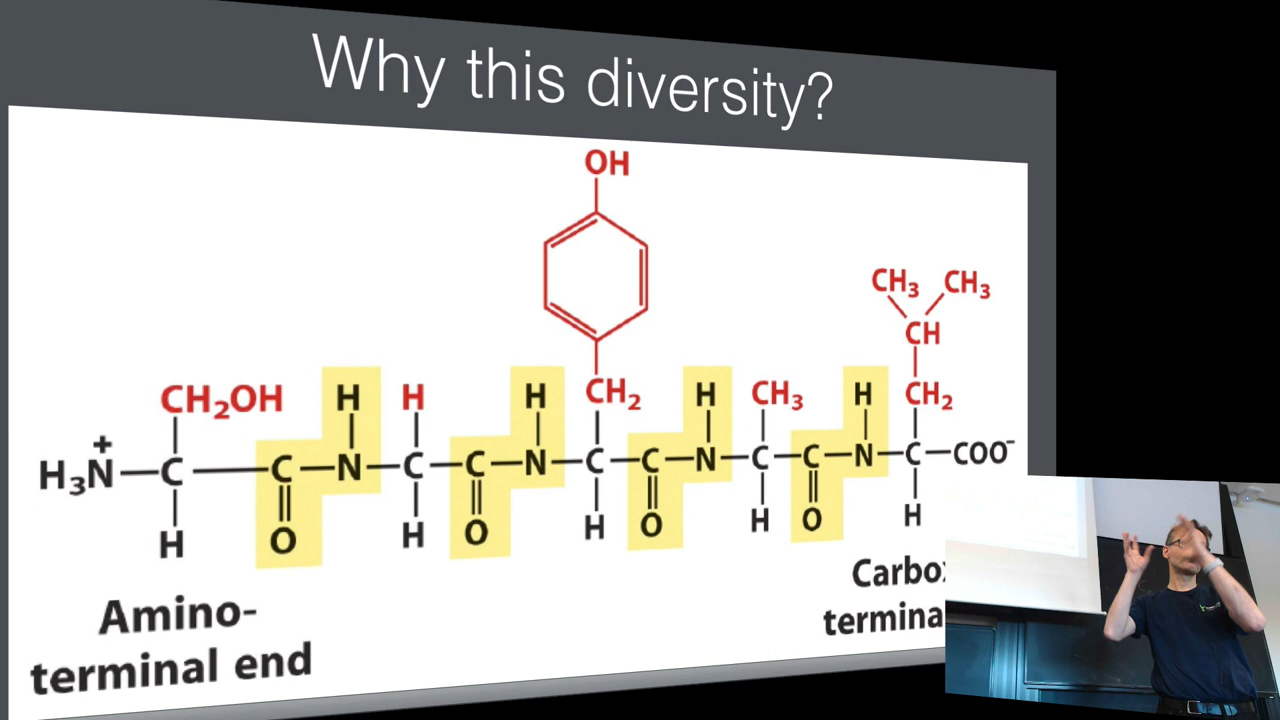 Why this diversity?
OH
CH₃ CH₃
CH
CH₂OH H H H CH₂ H CH₃ H CH₂
+
H₃N—C—C—N—C—C—N—C—C—N—C—C—N—C—COO⁻
H O H O H O H O H
Amino-
terminal end